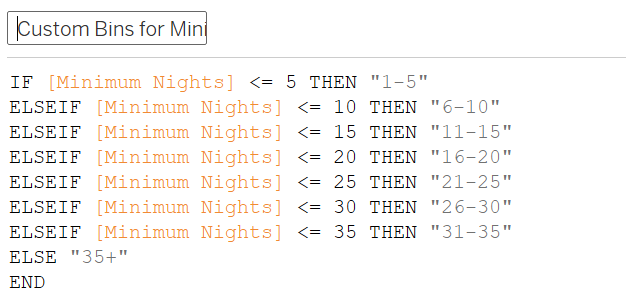 Custom Bins for Mini
IF [Minimum Nights] <= 5 THEN "1-5"
ELSEIF [Minimum Nights] <= 10 THEN "6-10"
ELSEIF [Minimum Nights] <= 15 THEN "11-15"
ELSEIF [Minimum Nights] <= 20 THEN "16-20"
ELSEIF [Minimum Nights] <= 25 THEN "21-25"
ELSEIF [Minimum Nights] <= 30 THEN "26-30"
ELSEIF [Minimum Nights] <= 35 THEN "31-35"
ELSE "35+"
END